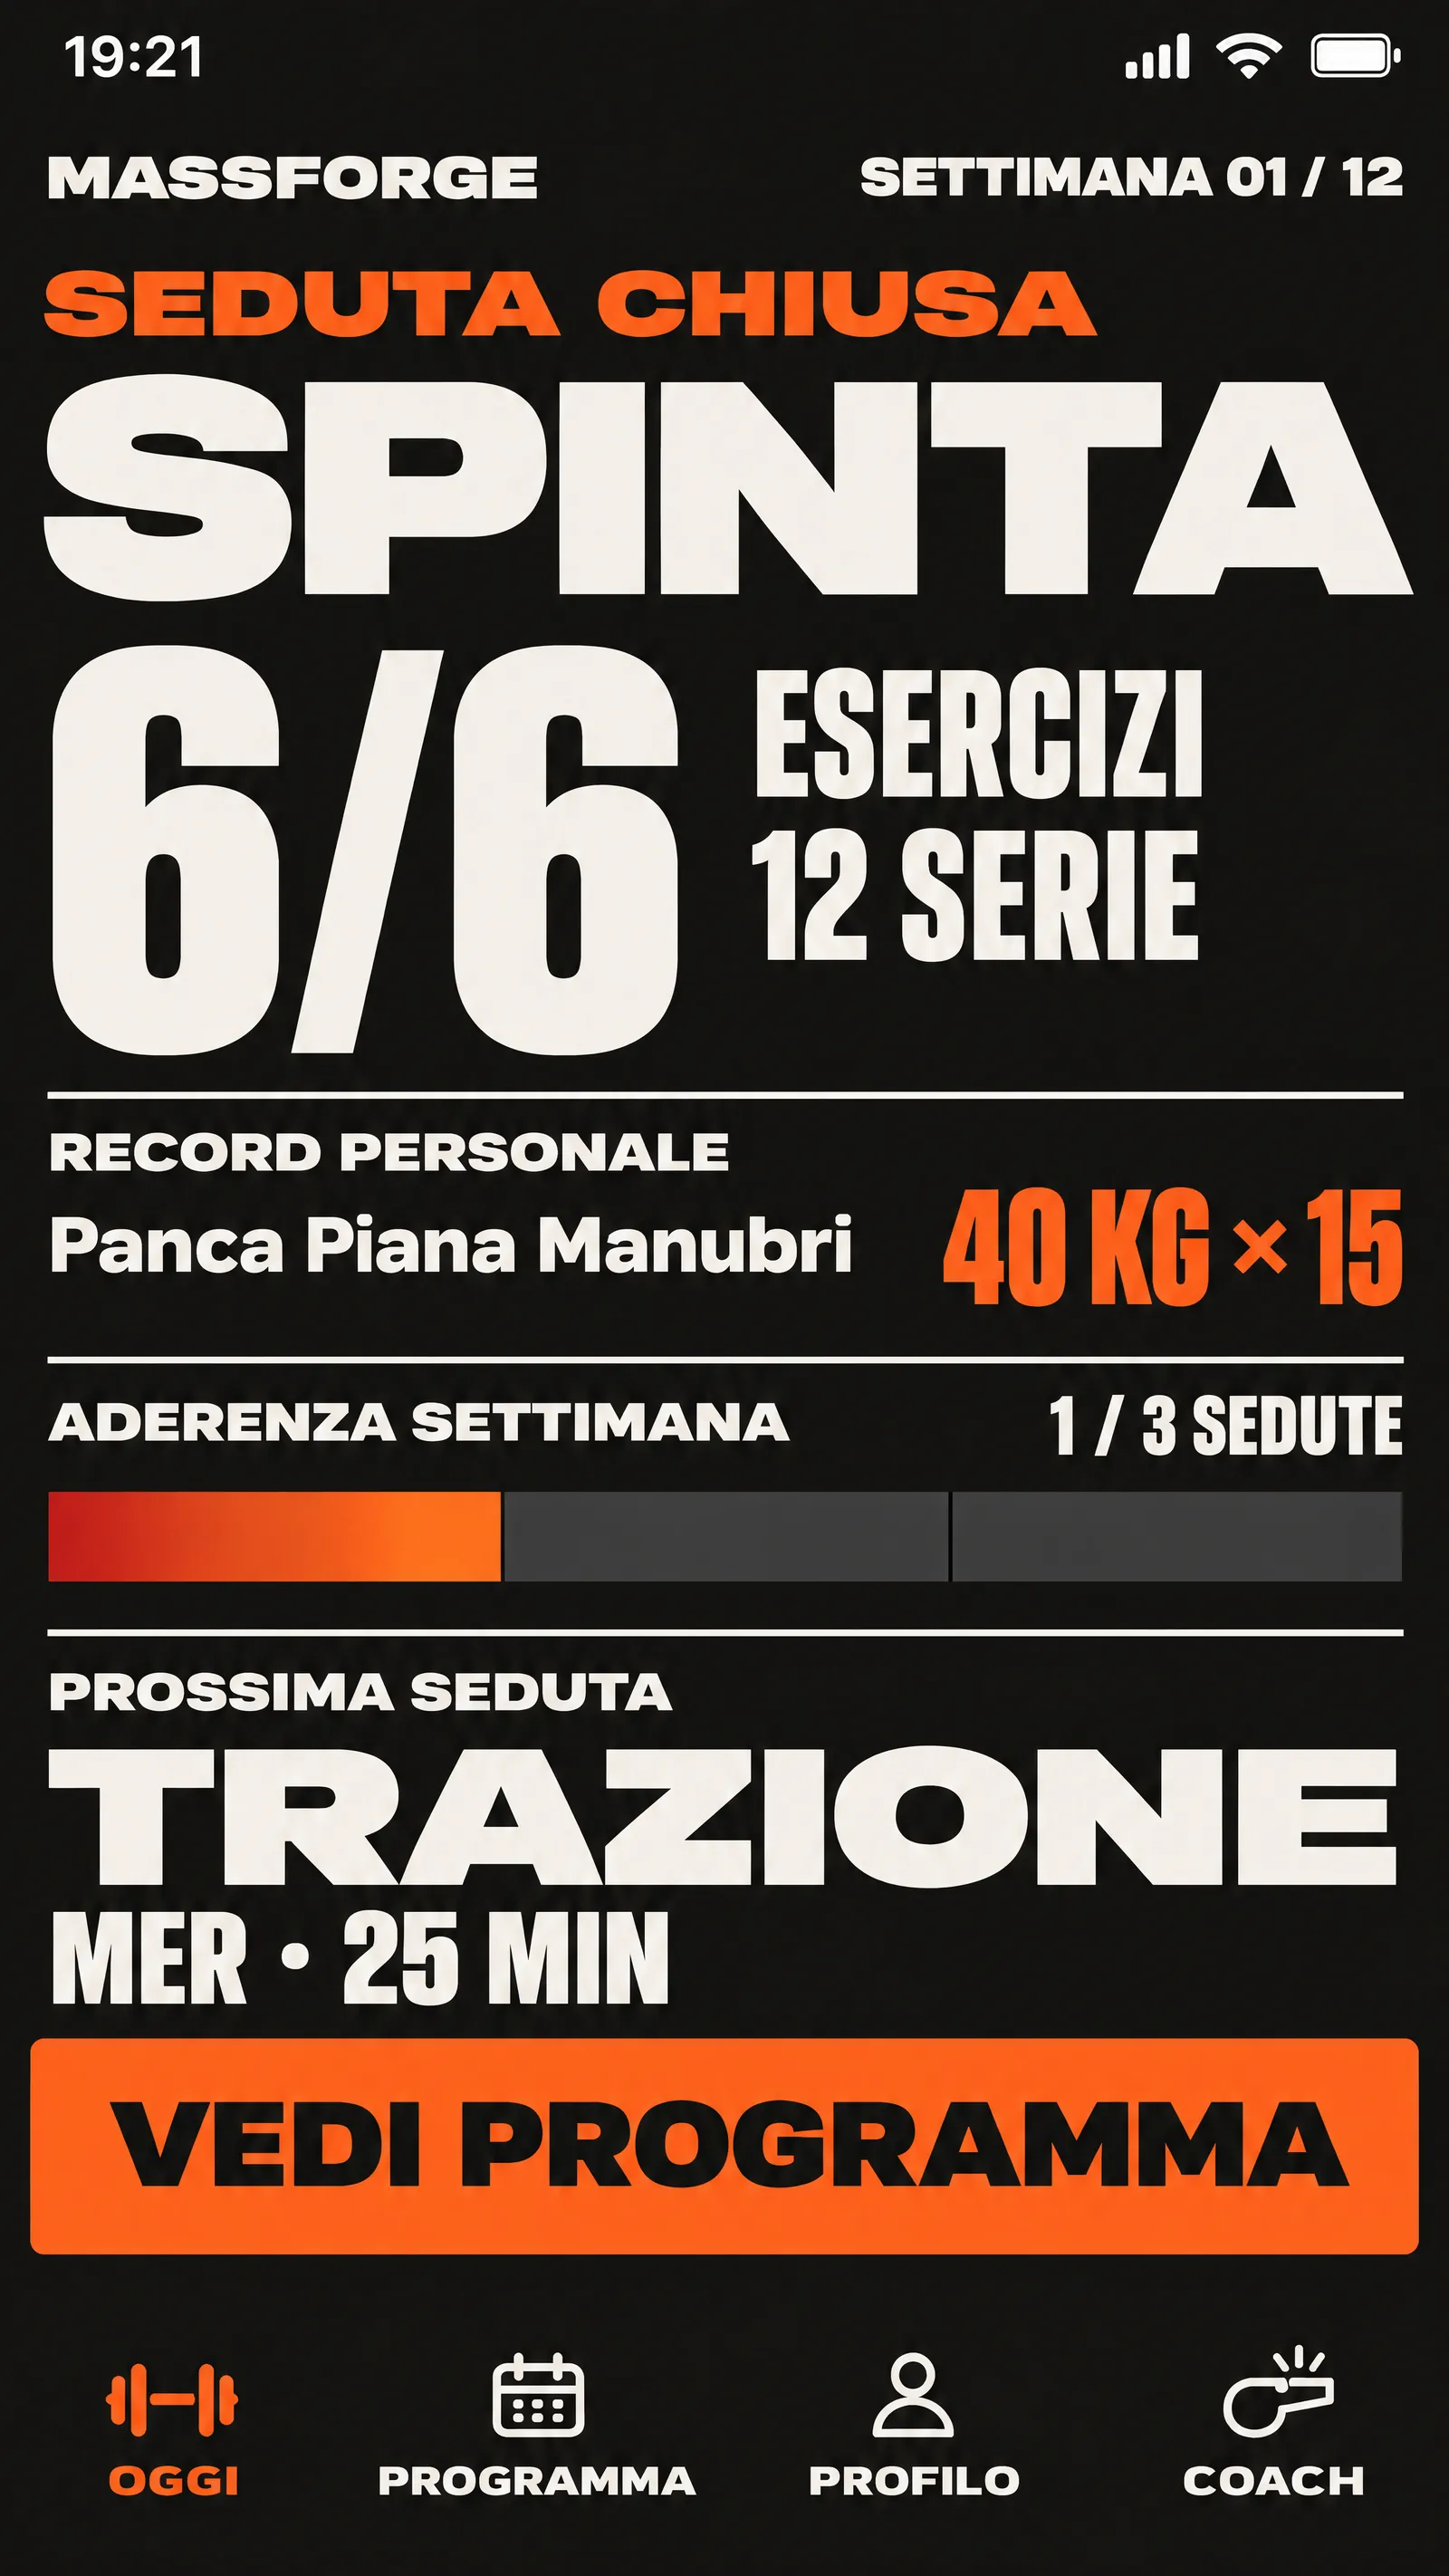 19:21
MASSFORGE
SETTIMANA 01 / 12
SEDUTA CHIUSA
SPINTA
6/6
ESERCIZI
12 SERIE
RECORD PERSONALE
Panca Piana Manubri
40 KG × 15
ADERENZA SETTIMANA
1 / 3 SEDUTE
PROSSIMA SEDUTA
TRAZIONE
MER · 25 MIN
VEDI PROGRAMMA
OGGI
PROGRAMMA
PROFILO
COACH